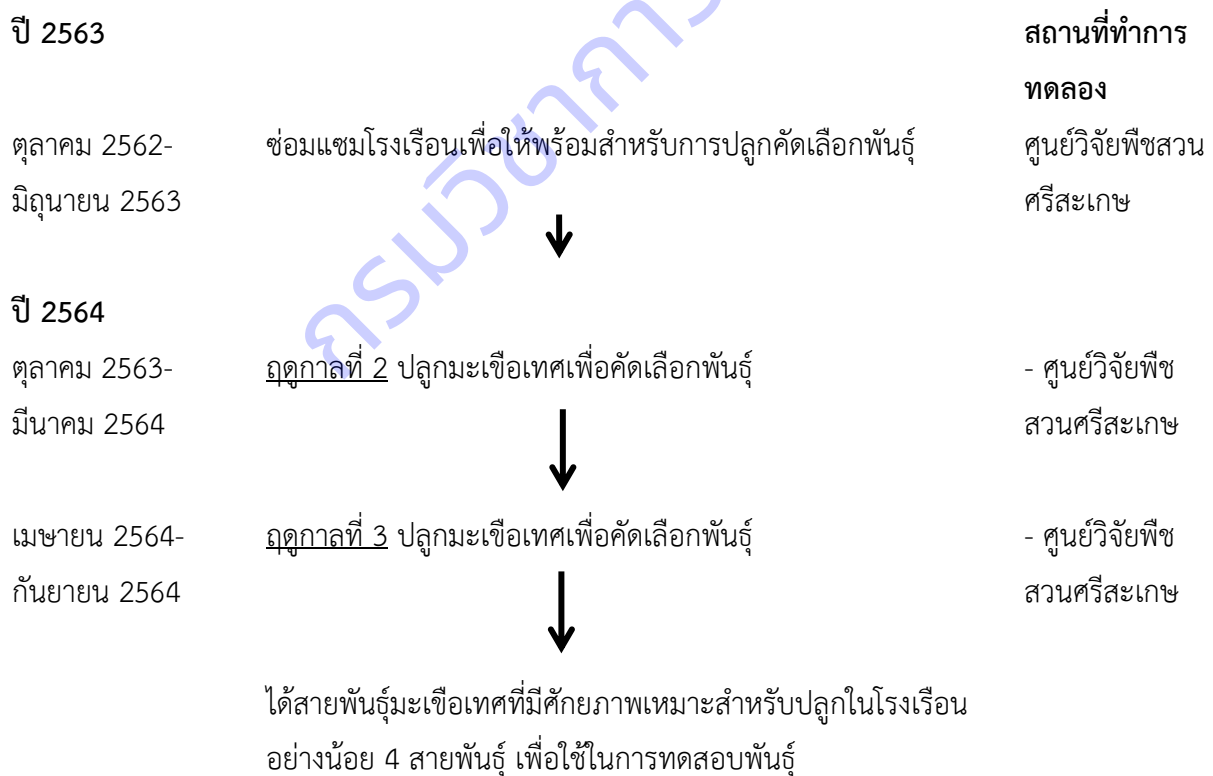 ปี 2563 สถานที่ทำการ
ทดลอง
ตุลาคม 2562- ซ่อมแซมโรงเรือนเพื่อให้พร้อมสำหรับการปลูกคัดเลือกพันธุ์ ศูนย์วิจัยพืชสวน
มิถุนายน 2563 ศรีสะเกษ
ปี 2564
ตุลาคม 2563- ฤดูกาลที่ 2 ปลูกมะเขือเทศเพื่อคัดเลือกพันธุ์ - ศูนย์วิจัยพืช
มีนาคม 2564 สวนศรีสะเกษ
เมษายน 2564- ฤดูกาลที่ 3 ปลูกมะเขือเทศเพื่อคัดเลือกพันธุ์ - ศูนย์วิจัยพืช
กันยายน 2564 สวนศรีสะเกษ
ได้สายพันธุ์มะเขือเทศที่มีศักยภาพเหมาะสำหรับปลูกในโรงเรือน
อย่างน้อย 4 สายพันธุ์ เพื่อใช้ในการทดสอบพันธุ์
กรมวิชาการ